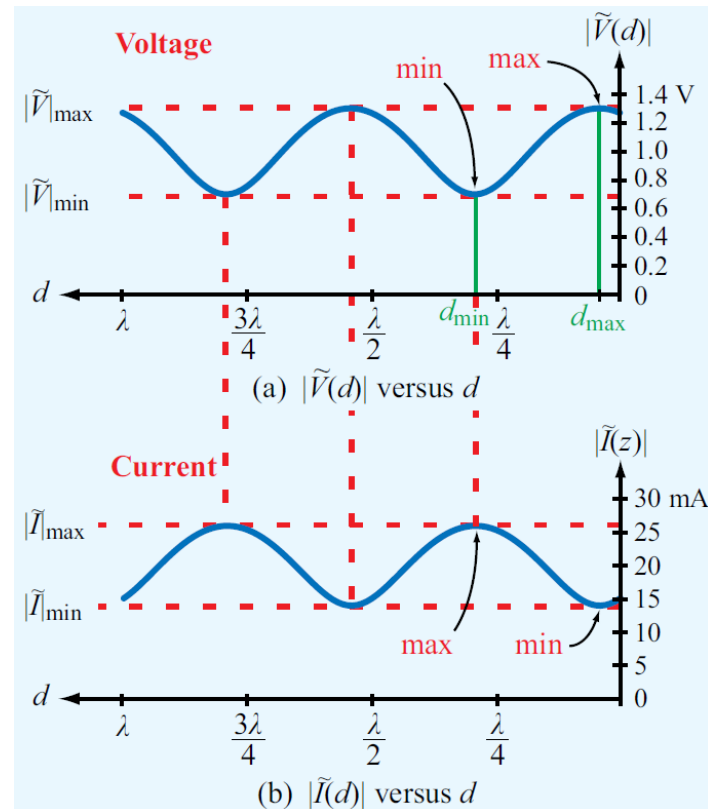 |Ṽ(d)|
Voltage
min
max
|Ṽ|max
|Ṽ|min
1.4 V
1.2
1.0
0.8
0.6
0.4
0.2
0
d
λ
3λ/4
λ/2
dmin
λ/4
dmax
(a) |Ṽ(d)| versus d
|Ĩ(z)|
Current
|Ĩ|max
|Ĩ|min
30 mA
25
20
15
10
5
0
max
min
d
λ
3λ/4
λ/2
λ/4
(b) |Ĩ(d)| versus d